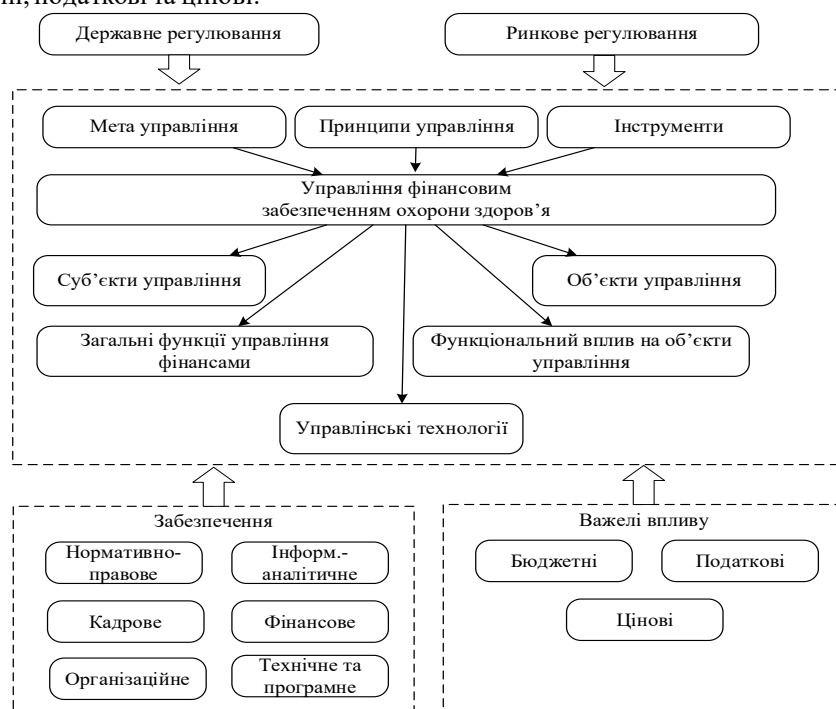 податкові та цінові.
Державне регулювання
Ринкове регулювання
Мета управління
Принципи управління
Інструменти
Управління фінансовим
забезпеченням охорони здоров’я
Суб’єкти управління
Об’єкти управління
Загальні функції управління
фінансами
Функціональний вплив на об’єкти
управління
Управлінські технології
Забезпечення
Нормативно-
правове
Інформ.-
аналітичне
Кадрове
Фінансове
Організаційне
Технічне та
програмне
Важелі впливу
Бюджетні
Податкові
Цінові